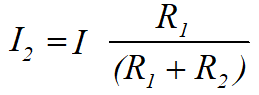 I₂ = I R₁ / (R₁ + R₂)